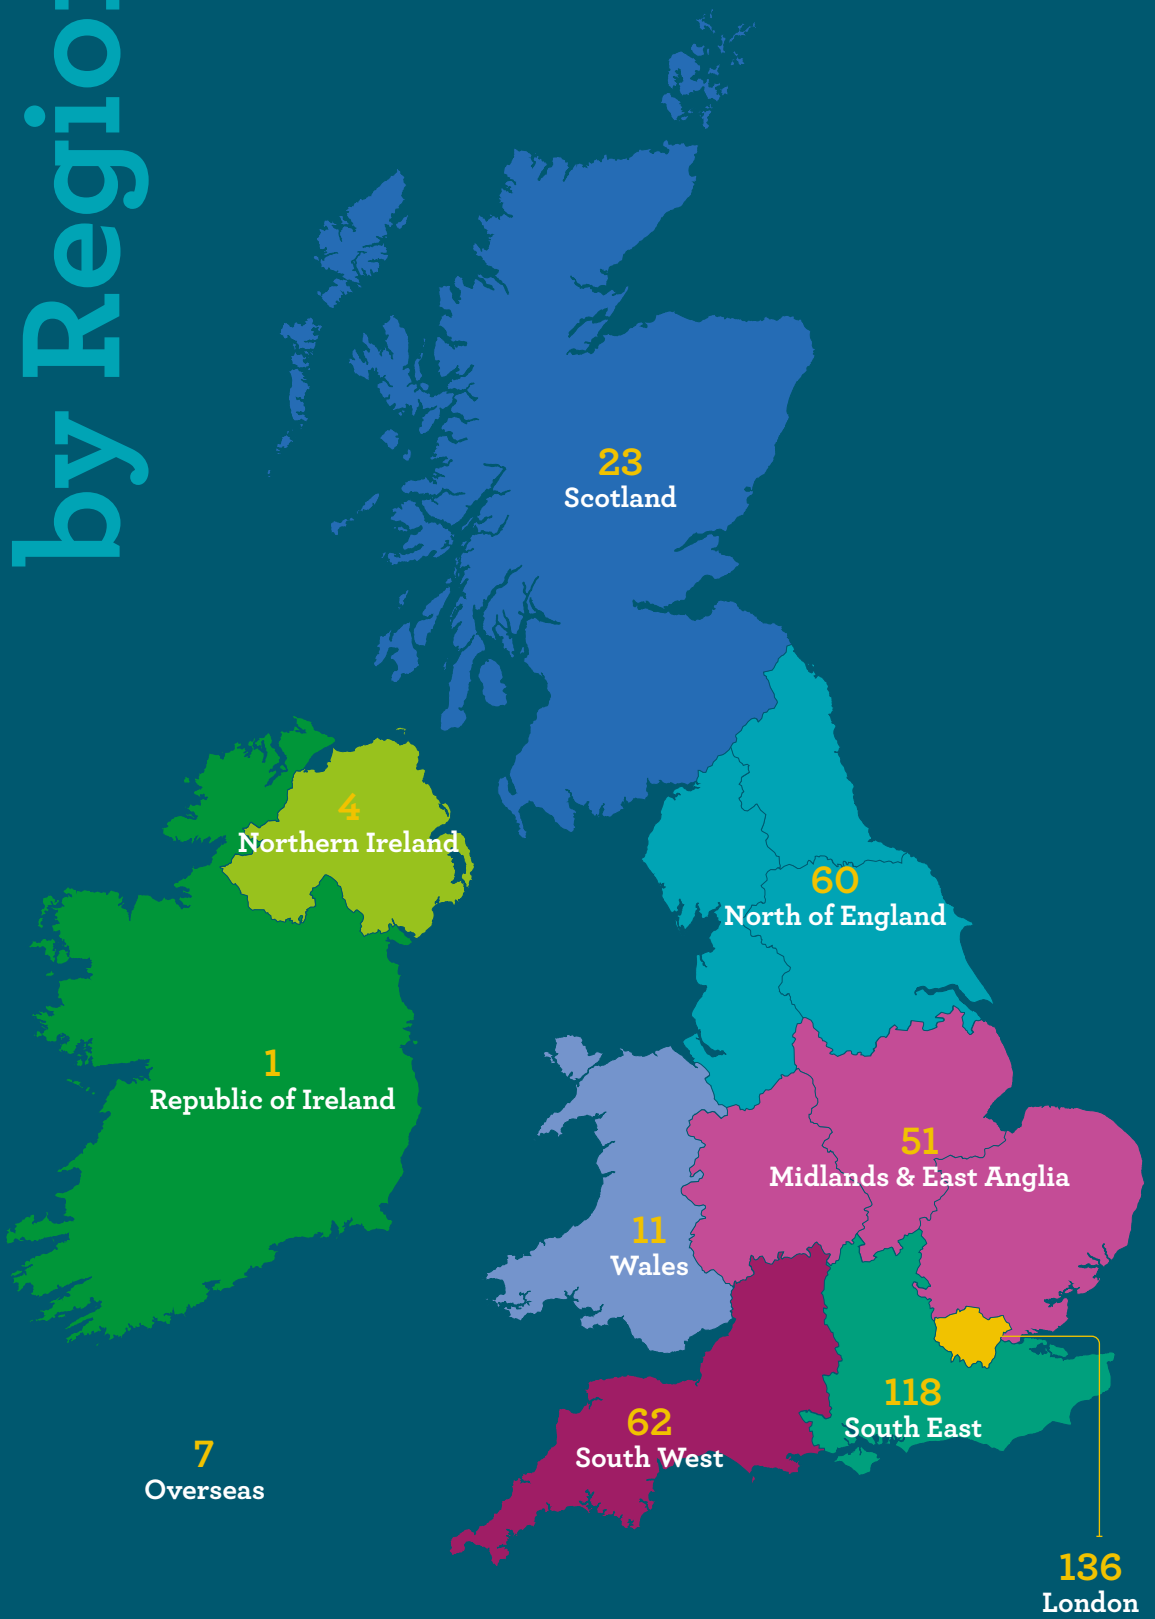 by
23
Scotland
4
Northern Ireland
60
North of England
1
Republic of Ireland
51
Midlands & East Anglia
11
Wales
118
South East
62
South West
7
Overseas
136
London